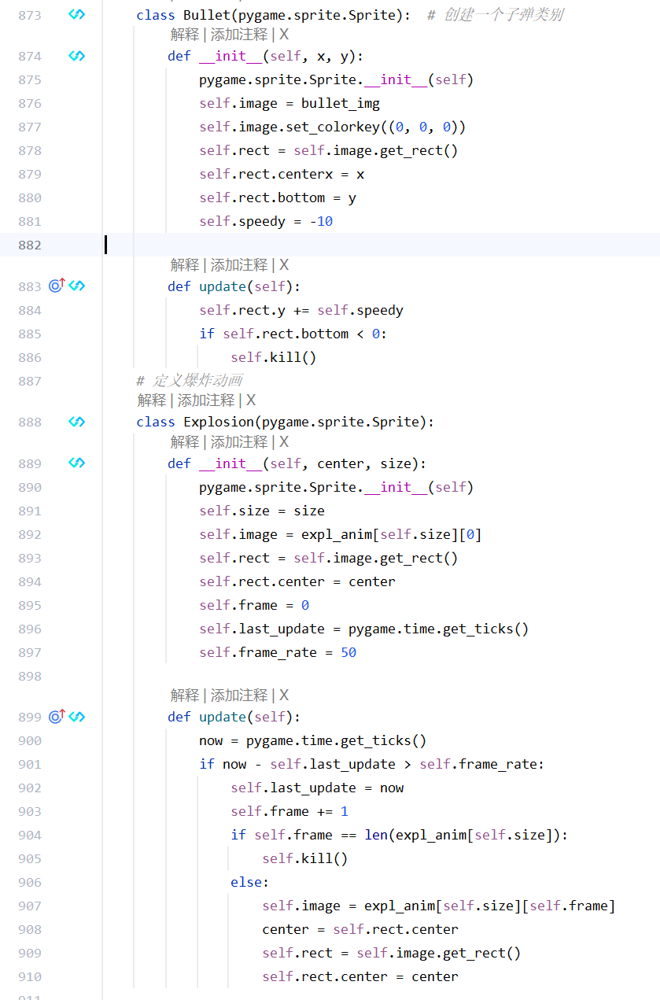 873 class Bullet(pygame.sprite.Sprite):  # 创建一个子弹类别
解释 | 添加注释 | X
874 def __init__(self, x, y):
875 pygame.sprite.Sprite.__init__(self)
876 self.image = bullet_img
877 self.image.set_colorkey((0, 0, 0))
878 self.rect = self.image.get_rect()
879 self.rect.centerx = x
880 self.rect.bottom = y
881 self.speedy = -10
882
解释 | 添加注释 | X
883 def update(self):
884 self.rect.y += self.speedy
885 if self.rect.bottom < 0:
886 self.kill()
887 # 定义爆炸动画
解释 | 添加注释 | X
888 class Explosion(pygame.sprite.Sprite):
解释 | 添加注释 | X
889 def __init__(self, center, size):
890 pygame.sprite.Sprite.__init__(self)
891 self.size = size
892 self.image = expl_anim[self.size][0]
893 self.rect = self.image.get_rect()
894 self.rect.center = center
895 self.frame = 0
896 self.last_update = pygame.time.get_ticks()
897 self.frame_rate = 50
898
解释 | 添加注释 | X
899 def update(self):
900 now = pygame.time.get_ticks()
901 if now - self.last_update > self.frame_rate:
902 self.last_update = now
903 self.frame += 1
904 if self.frame == len(expl_anim[self.size]):
905 self.kill()
906 else:
907 self.image = expl_anim[self.size][self.frame]
908 center = self.rect.center
909 self.rect = self.image.get_rect()
910 self.rect.center = center